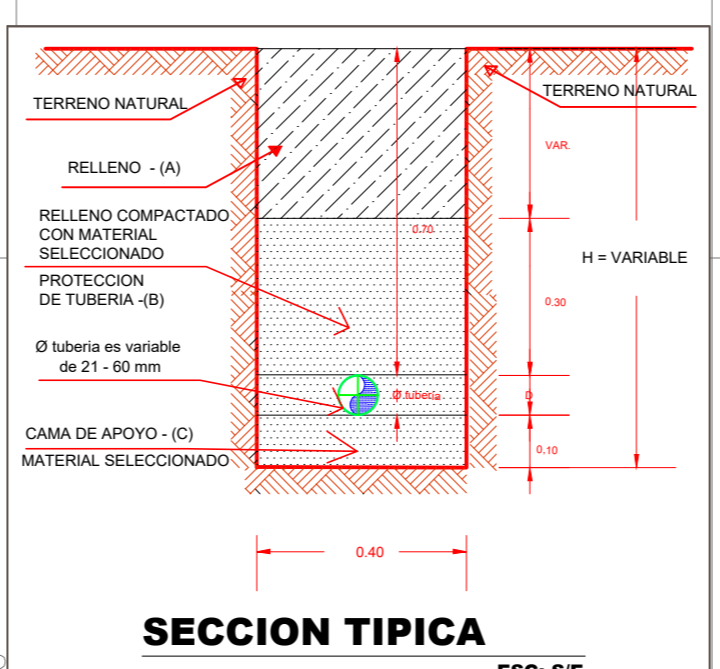 TERRENO NATURAL
TERRENO NATURAL
RELLENO - (A)
VAR.
RELLENO COMPACTADO
CON MATERIAL
SELECCIONADO
0.70
H = VARIABLE
PROTECCION
DE TUBERIA -(B)
0.30
Ø tuberia es variable
de 21 - 60 mm
Ø tuberia
D
CAMA DE APOYO - (C)
MATERIAL SELECCIONADO
0.10
0.40
SECCION TIPICA